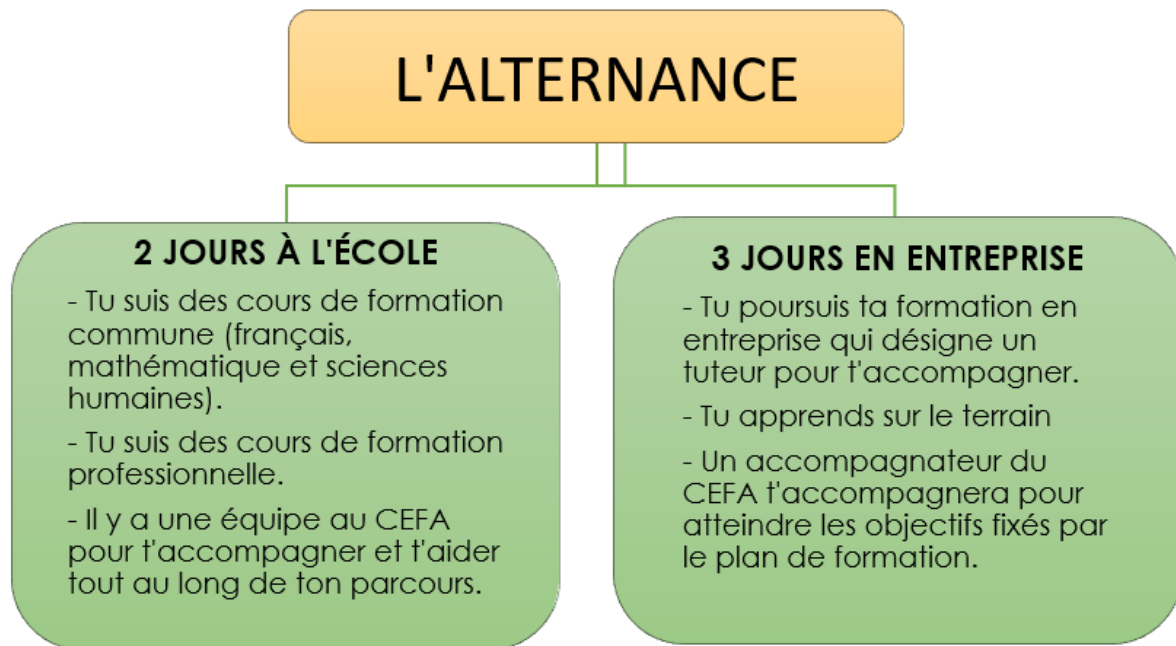 L'ALTERNANCE
2 JOURS À L'ÉCOLE
- Tu suis des cours de formation
commune (français,
mathématique et sciences
humaines).
- Tu suis des cours de formation
professionnelle.
- Il y a une équipe au CEFA
pour t'accompagner et t'aider
tout au long de ton parcours.
3 JOURS EN ENTREPRISE
- Tu poursuis ta formation en
entreprise qui désigne un
tuteur pour t'accompagner.
- Tu apprends sur le terrain
- Un accompagnateur du
CEFA t'accompagnera pour
atteindre les objectifs fixés par
le plan de formation.